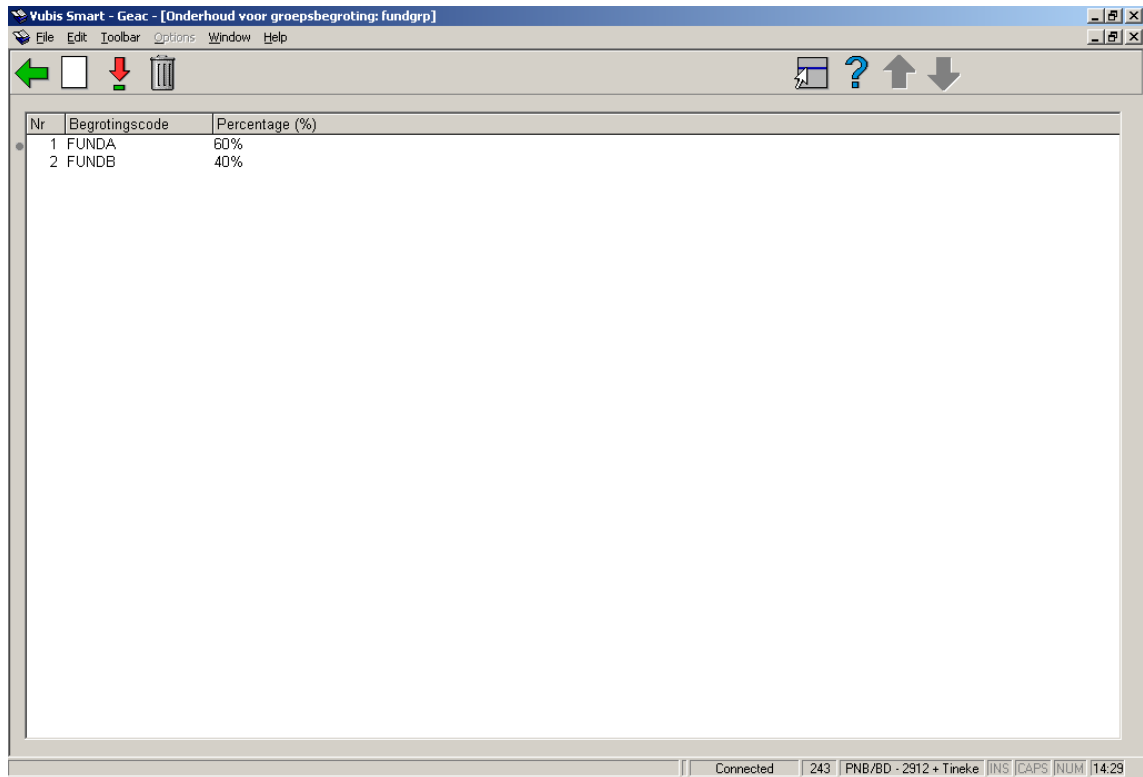 Vubis Smart - Geac - [Onderhoud voor groepsbegroting: fundgrp]
File Edit Toolbar Options Window Help
Nr Begrotingscode Percentage (%)
1 FUNDA 60%
2 FUNDB 40%
Connected 243 PNB/BD - 2912 + Tineke INS CAPS NUM 14:29